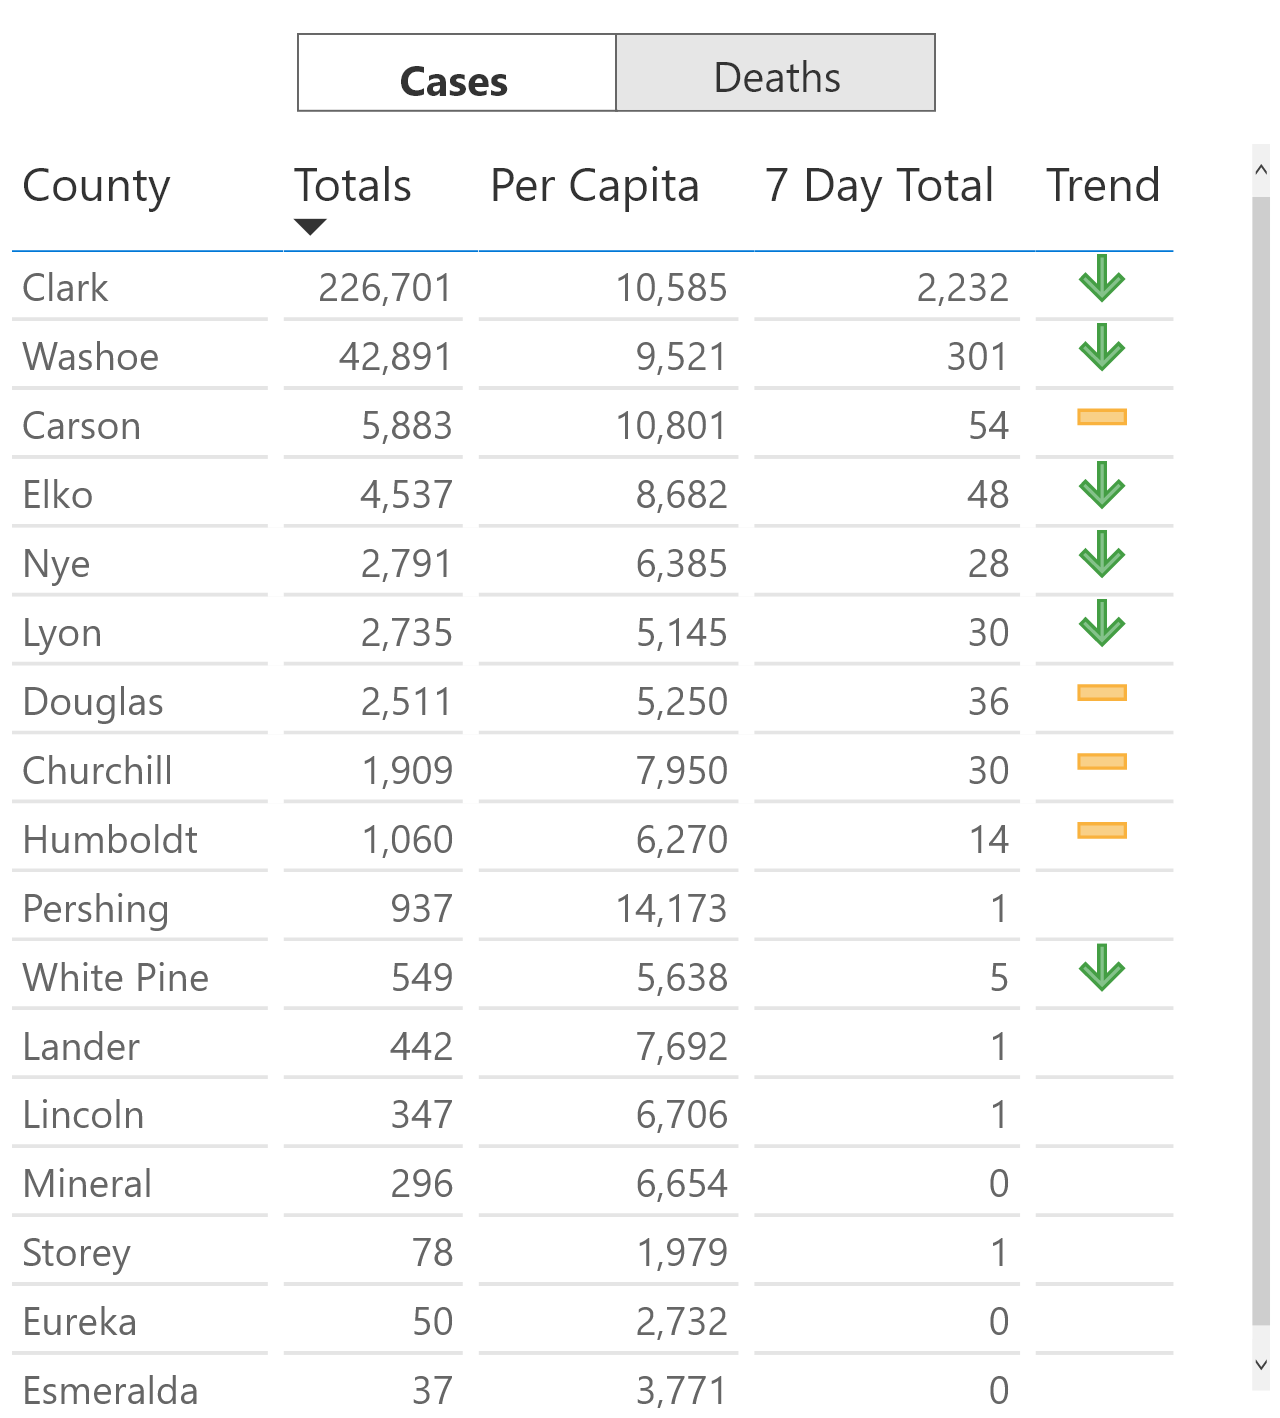 Cases Deaths
County Totals Per Capita 7 Day Total Trend
Clark 226,701 10,585 2,232
Washoe 42,891 9,521 301
Carson 5,883 10,801 54
Elko 4,537 8,682 48
Nye 2,791 6,385 28
Lyon 2,735 5,145 30
Douglas 2,511 5,250 36
Churchill 1,909 7,950 30
Humboldt 1,060 6,270 14
Pershing 937 14,173 1
White Pine 549 5,638 5
Lander 442 7,692 1
Lincoln 347 6,706 1
Mineral 296 6,654 0
Storey 78 1,979 1
Eureka 50 2,732 0
Esmeralda 37 3,771 0